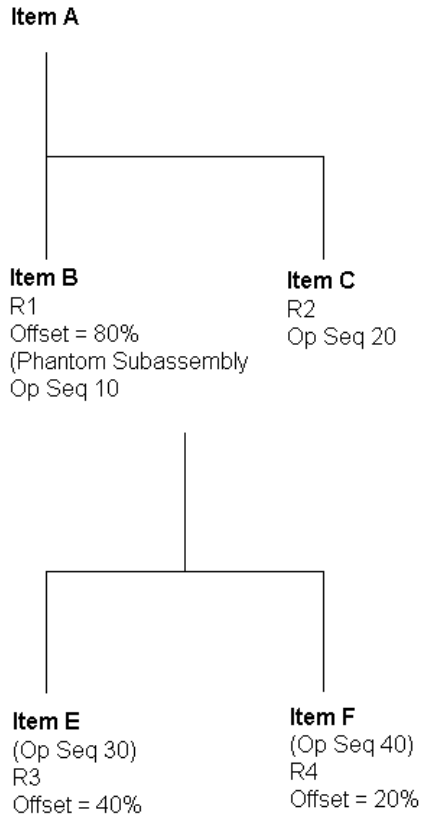 Item A
Item B
R1
Offset = 80%
(Phantom Subassembly
Op Seq 10
Item C
R2
Op Seq 20
Item E
(Op Seq 30)
R3
Offset = 40%
Item F
(Op Seq 40)
R4
Offset = 20%